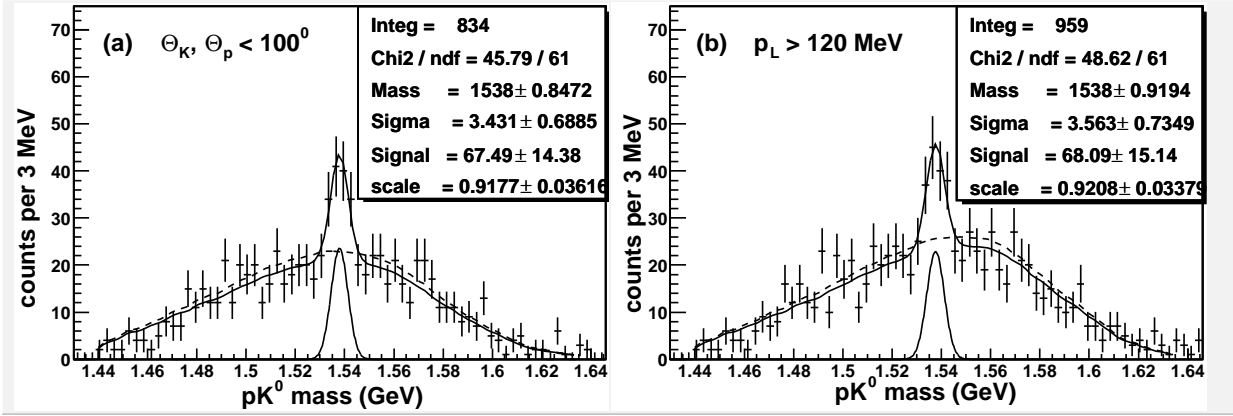 (a) Θ_K, Θ_p < 100⁰
Integ = 834
Chi2 / ndf = 45.79 / 61
Mass = 1538 ± 0.8472
Sigma = 3.431 ± 0.6885
Signal = 67.49 ± 14.38
scale = 0.9177 ± 0.03616
counts per 3 MeV
70
60
50
40
30
20
10
0
1.44 1.46 1.48 1.5 1.52 1.54 1.56 1.58 1.6 1.62 1.64
pK⁰ mass (GeV)
(b) p_L > 120 MeV
Integ = 959
Chi2 / ndf = 48.62 / 61
Mass = 1538 ± 0.9194
Sigma = 3.563 ± 0.7349
Signal = 68.09 ± 15.14
scale = 0.9208 ± 0.03379
counts per 3 MeV
70
60
50
40
30
20
10
0
1.44 1.46 1.48 1.5 1.52 1.54 1.56 1.58 1.6 1.62 1.64
pK⁰ mass (GeV)